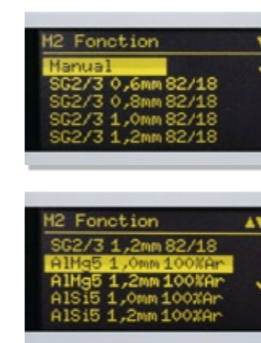 M2 Fonction
Manual
SG2/3 0,6mm 82/18
SG2/3 0,8mm 82/18
SG2/3 1,0mm 82/18
SG2/3 1,2mm 82/18
M2 Fonction
SG2/3 1,2mm 82/18
AlMg5 1,0mm 100%Ar
AlMg5 1,2mm 100%Ar
AlSi5 1,0mm 100%Ar
AlSi5 1,2mm 100%Ar